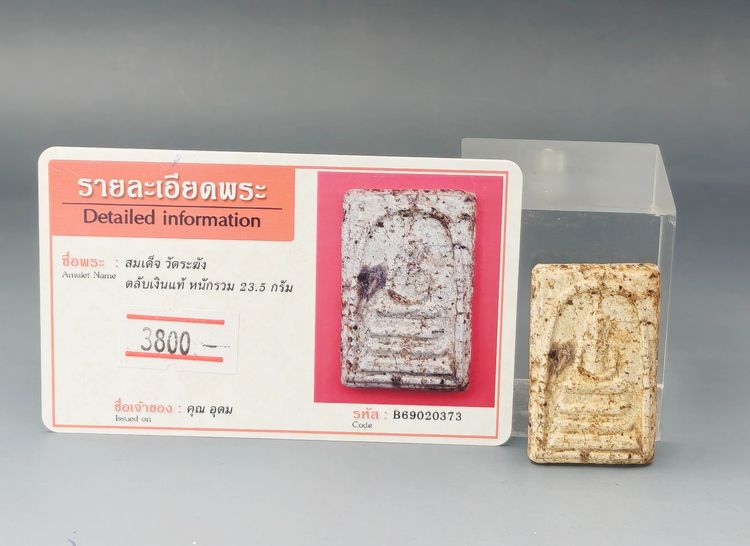 รายละเอียดพระ
Detailed information
ชื่อพระ : สมเด็จ วัดระฆัง
Amulet Name
ตลับเงินแท้ หนักรวม 23.5 กรัม
3800 -
ชื่อเจ้าของ : คุณ อุดม
Issued on
รหัส : B69020373
Code